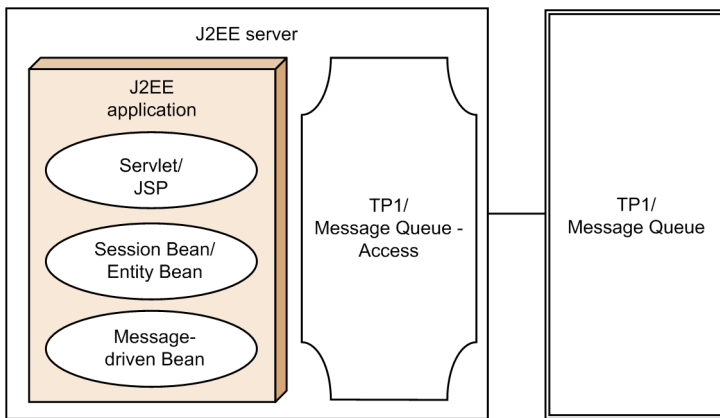 J2EE server
J2EE
application
Servlet/
JSP
Session Bean/
Entity Bean
Message-
driven Bean
TP1/
Message Queue -
Access
TP1/
Message Queue